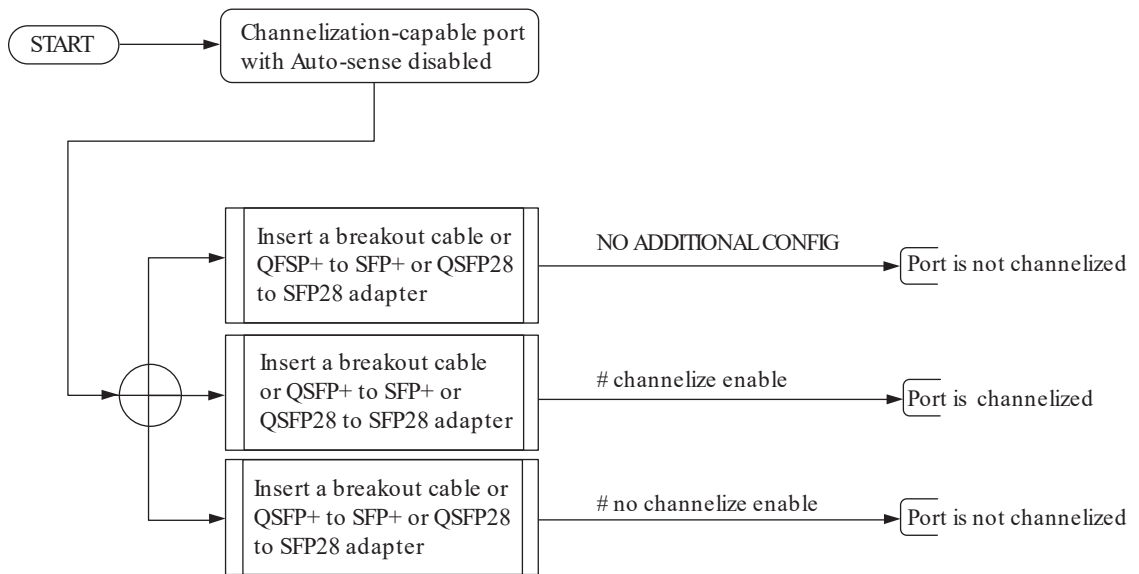 START
Channelization-capable port
with Auto-sense disabled
Insert a breakout cable or
QFSP+ to SFP+ or QSFP28
to SFP28 adapter
NO ADDITIONAL CONFIG
Port is not channelized
Insert a breakout cable
or QSFP+ to SFP+ or
QSFP28 to SFP28 adapter
# channelize enable
Port is channelized
Insert a breakout cable or
QSFP+ to SFP+ or QSFP28
to SFP28 adapter
# no channelize enable
Port is not channelized